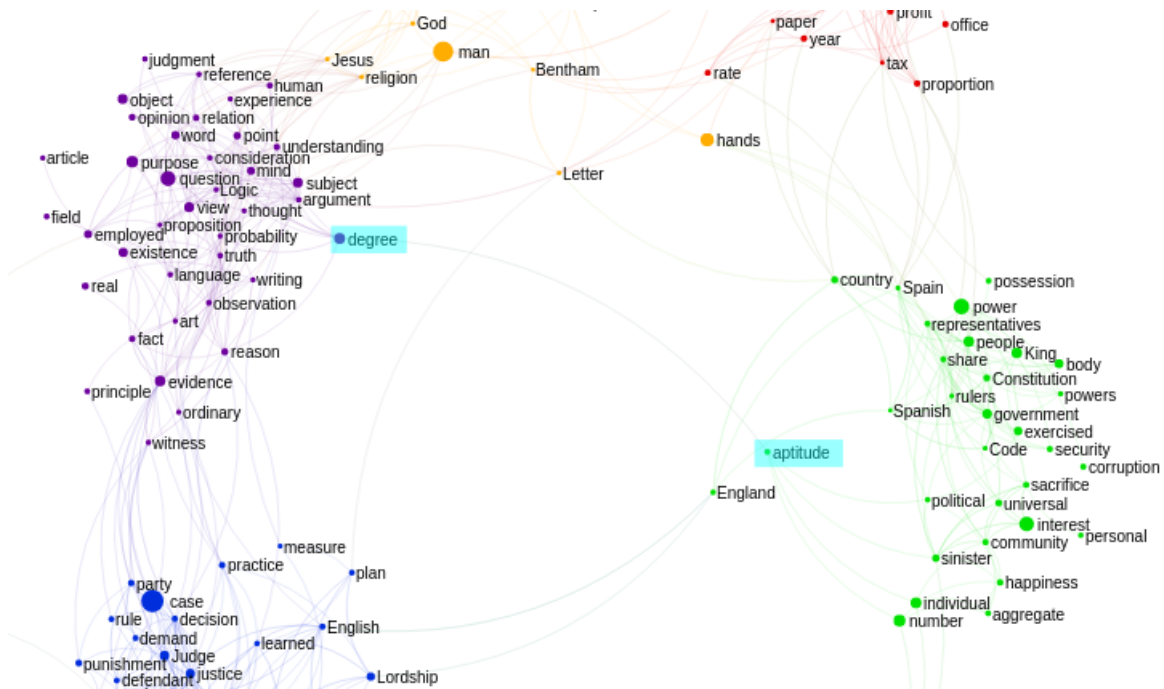 God
man
Jesus
religion
Bentham
paper
year
profit
office
tax
rate
proportion
hands
Letter
judgment
reference
human
object
experience
opinion
relation
word
point
understanding
article
purpose
consideration
question
mind
subject
Logic
argument
view
thought
field
proposition
employed
probability
degree
existence
truth
language
writing
real
observation
art
fact
reason
evidence
principle
ordinary
witness
country
Spain
possession
power
representatives
people
King
share
body
Constitution
powers
rulers
Spanish
government
exercised
Code
security
aptitude
corruption
sacrifice
England
political
universal
interest
personal
community
sinister
happiness
individual
aggregate
number
measure
practice
plan
party
case
rule
decision
English
demand
learned
Judge
punishment
justice
defendant
Lordship